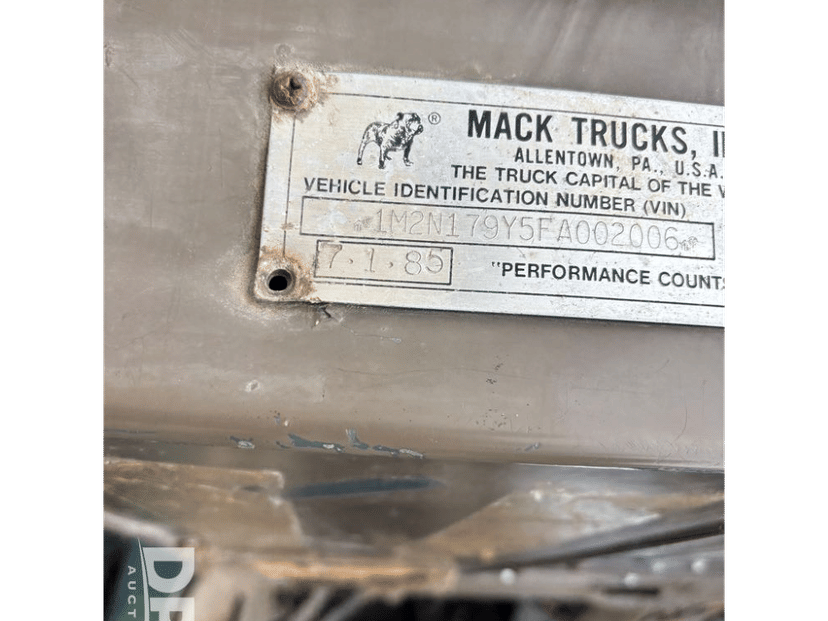 ®
MACK TRUCKS, I
ALLENTOWN, PA., U.S.A.
THE TRUCK CAPITAL OF THE W
VEHICLE IDENTIFICATION NUMBER (VIN)
1M2N179Y5FA002006
7·1·85
"PERFORMANCE COUNTS